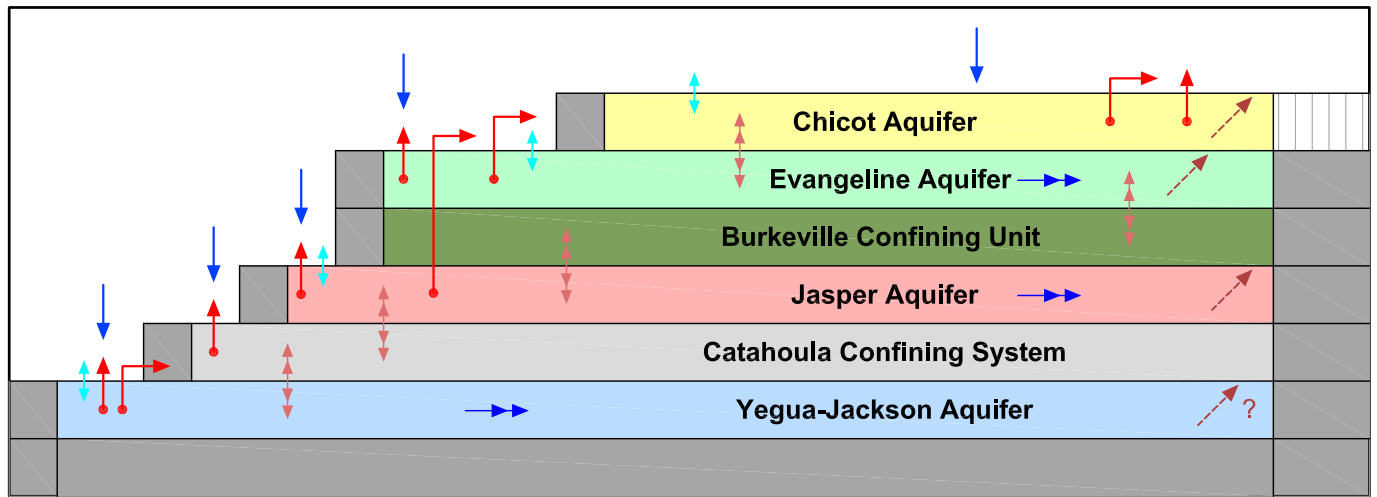 Chicot Aquifer
Evangeline Aquifer
Burkeville Confining Unit
Jasper Aquifer
Catahoula Confining System
Yegua-Jackson Aquifer ?